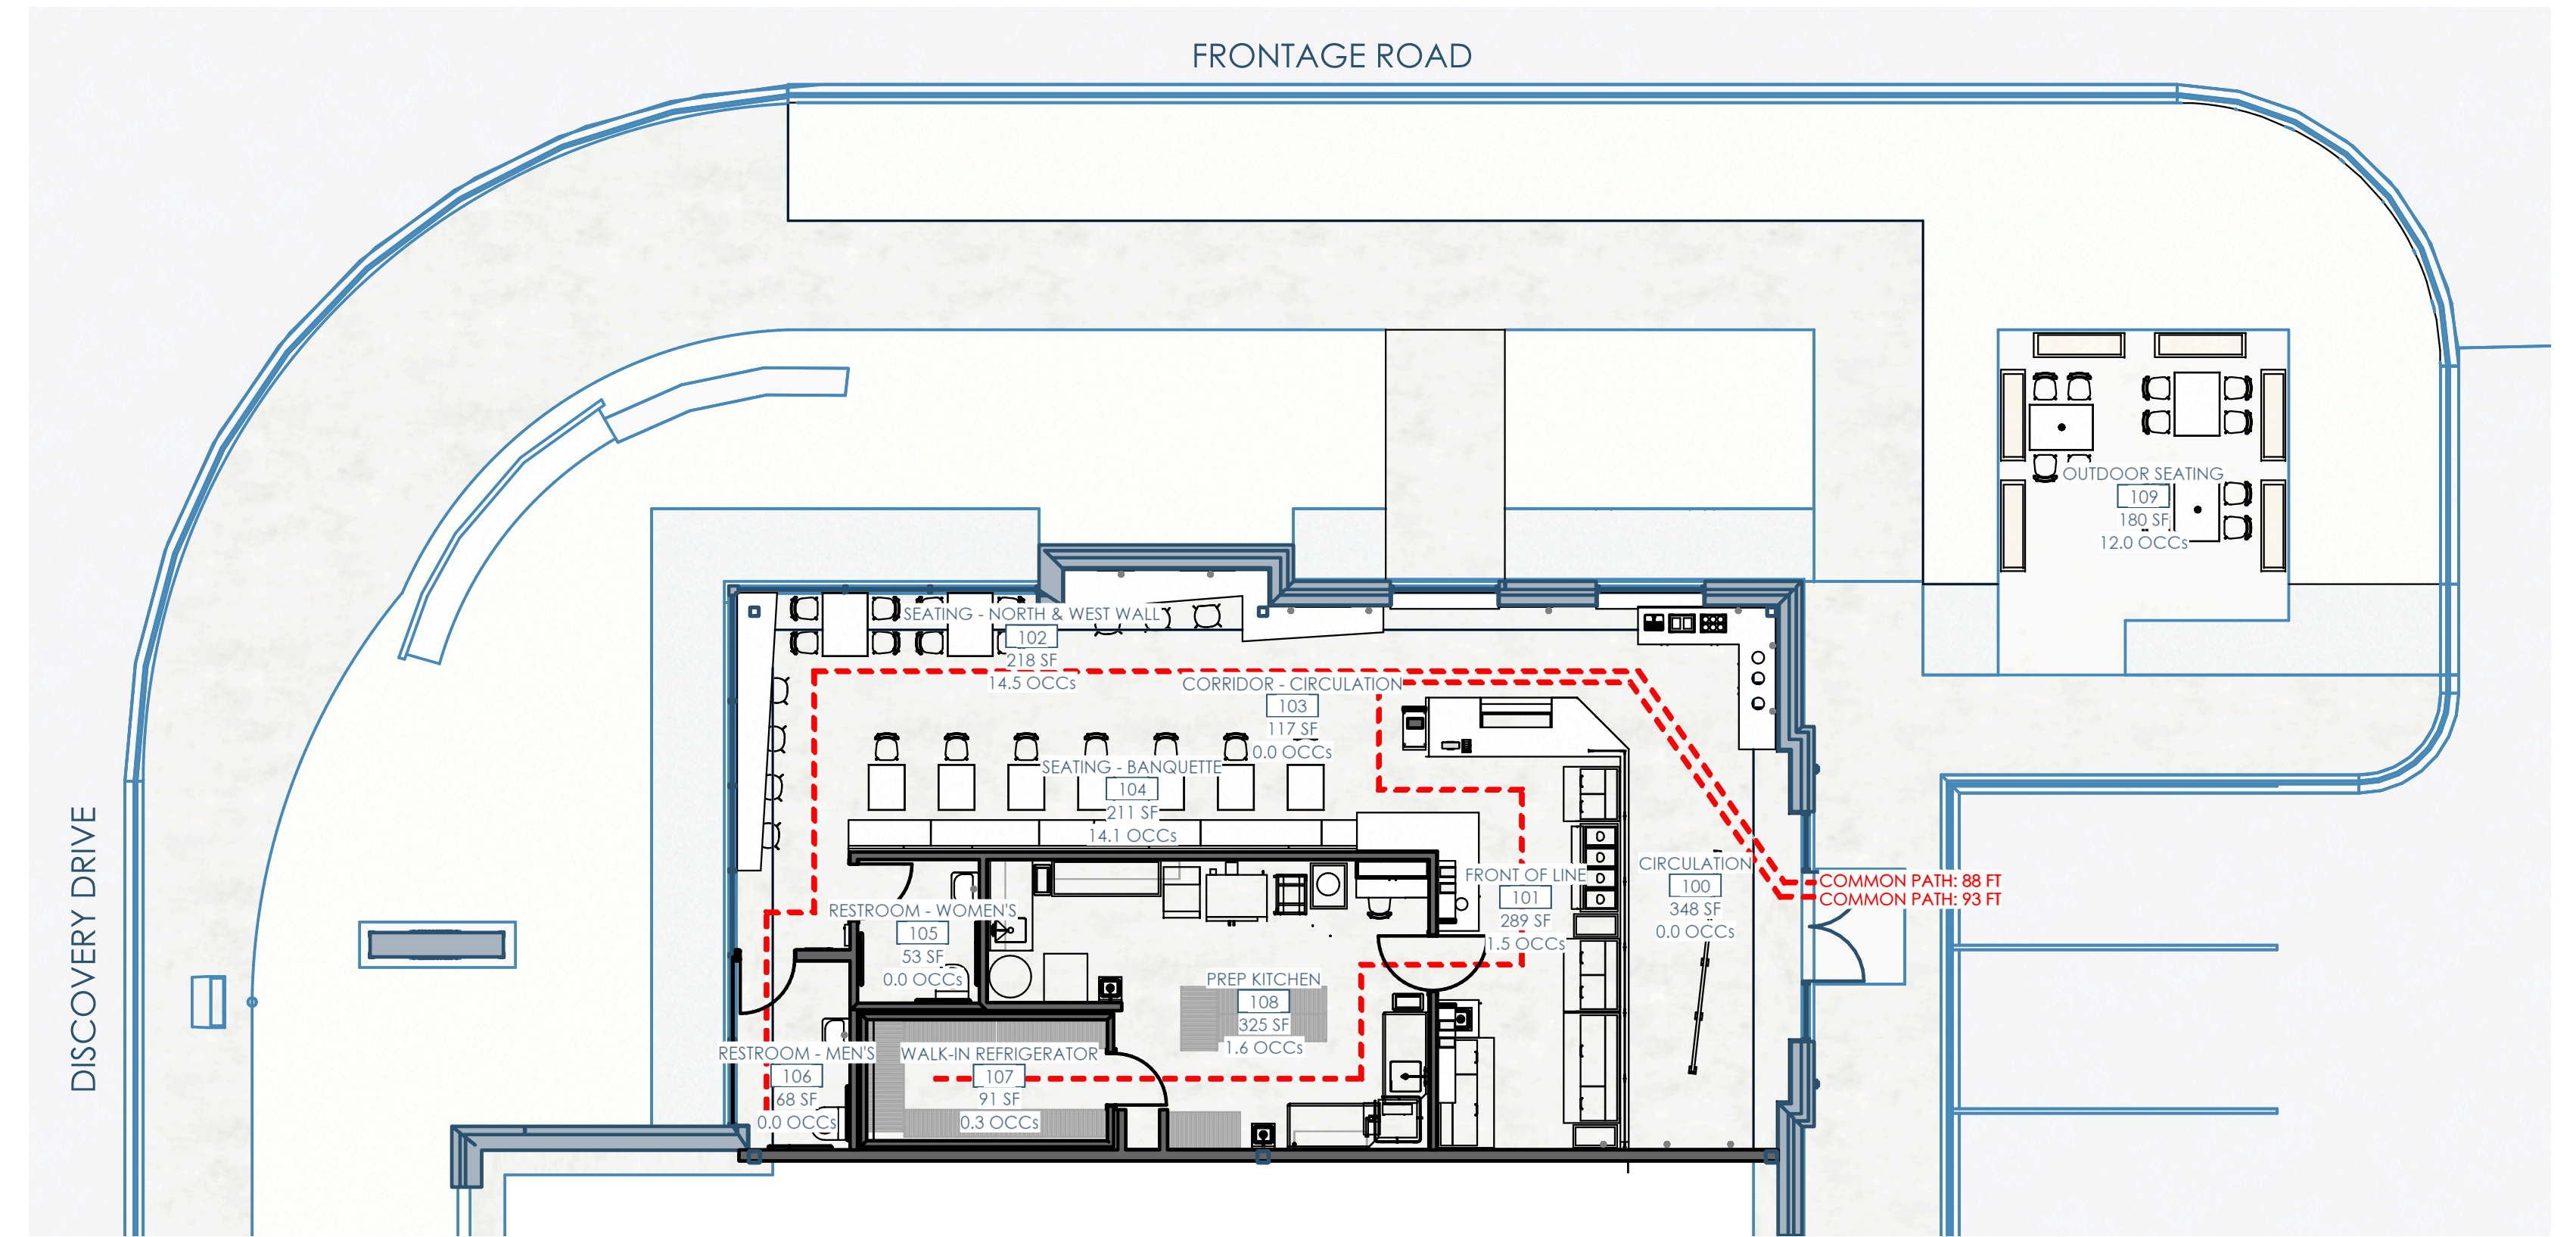 FRONTAGE ROAD
OUTDOOR SEATING
109
180 SF
12.0 OCCs
SEATING - NORTH & WEST WALL
102
218 SF
14.5 OCCs
CORRIDOR - CIRCULATION
103
117 SF
0.0 OCCs
SEATING - BANQUETTE
104
211 SF
14.1 OCCs
DISCOVERY DRIVE
FRONT OF LINE
101
289 SF
1.5 OCCs
CIRCULATION
100
348 SF
0.0 OCCs
COMMON PATH: 88 FT
COMMON PATH: 93 FT
RESTROOM - WOMEN'S
105
53 SF
0.0 OCCs
PREP KITCHEN
108
325 SF
1.6 OCCs
RESTROOM - MEN'S
106
68 SF
0.0 OCCs
WALK-IN REFRIGERATOR
107
91 SF
0.3 OCCs